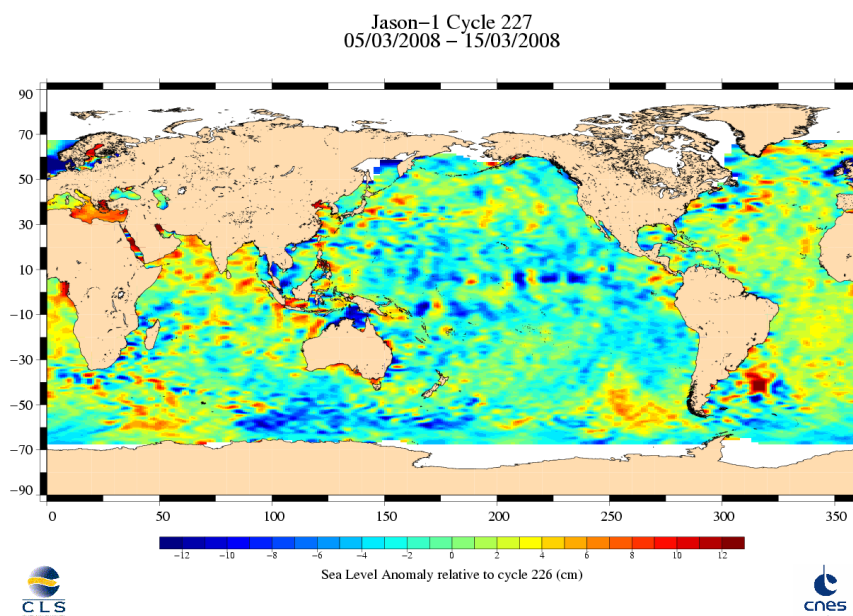 Jason−1 Cycle 227
05/03/2008 − 15/03/2008
90
70
50
30
10
−10
−30
−50
−70
−90
0 50 100 150 200 250 300 350
−12 −10 −8 −6 −4 −2 0 2 4 6 8 10 12
Sea Level Anomaly relative to cycle 226 (cm)
CLS
cnes